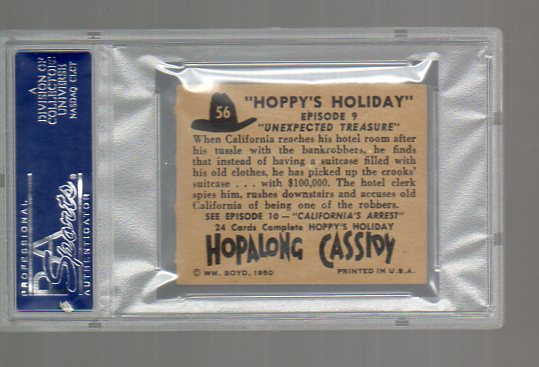 56
"HOPPY'S HOLIDAY"
EPISODE 9
"UNEXPECTED TREASURE"
When California reaches his hotel room after
his tussle with the bankrobbers, he finds
that instead of having a suitcase filled with
his old clothes, he has picked up the crooks'
suitcase . . . with $100,000. The hotel clerk
spies him, rushes downstairs and accuses old
California of being one of the robbers.
SEE EPISODE 10 — "CALIFORNIA'S ARREST"
24 Cards Complete HOPPY'S HOLIDAY
HOPALONG CASSIDY
© WM. BOYD, 1950 PRINTED IN U.S.A.
A
DIVISION OF
COLLECTORS
UNIVERSE
NASDAQ CLCT
PROFESSIONAL
PSA
Sports
AUTHENTICATOR